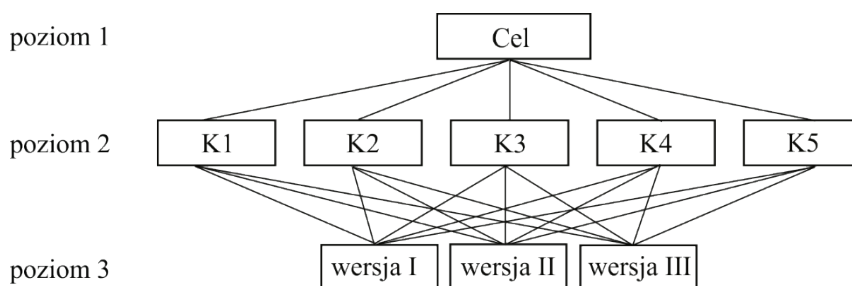 poziom 1 Cel
poziom 2 K1 K2 K3 K4 K5
poziom 3 wersja I wersja II wersja III